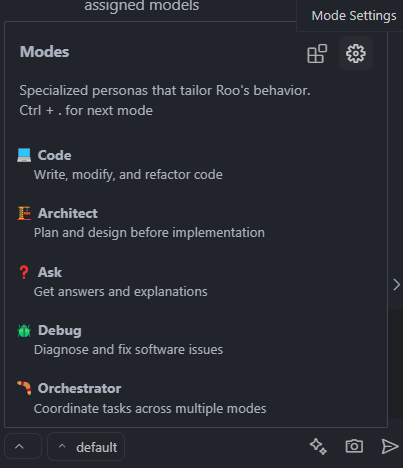 assigned models
Mode Settings
Modes
Specialized personas that tailor Roo's behavior.
Ctrl + . for next mode
Code
Write, modify, and refactor code
Architect
Plan and design before implementation
Ask
Get answers and explanations
Debug
Diagnose and fix software issues
Orchestrator
Coordinate tasks across multiple modes
default